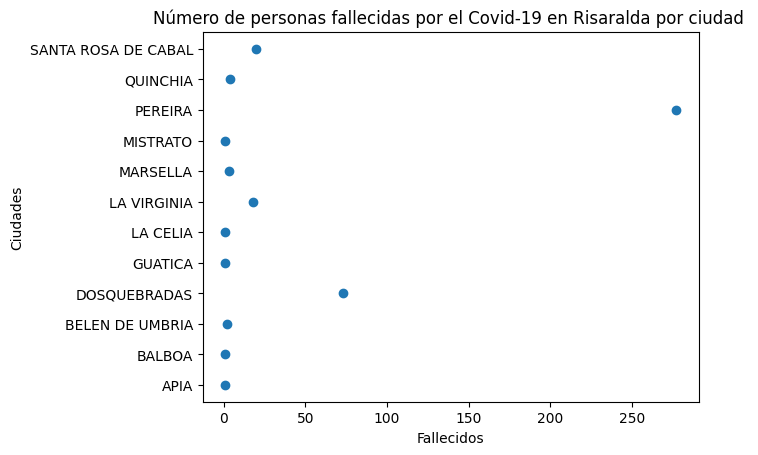 Número de personas fallecidas por el Covid-19 en Risaralda por ciudad
SANTA ROSA DE CABAL
QUINCHIA
PEREIRA
MISTRATO
MARSELLA
LA VIRGINIA
LA CELIA
GUATICA
DOSQUEBRADAS
BELEN DE UMBRIA
BALBOA
APIA
Ciudades
0 50 100 150 200 250
Fallecidos